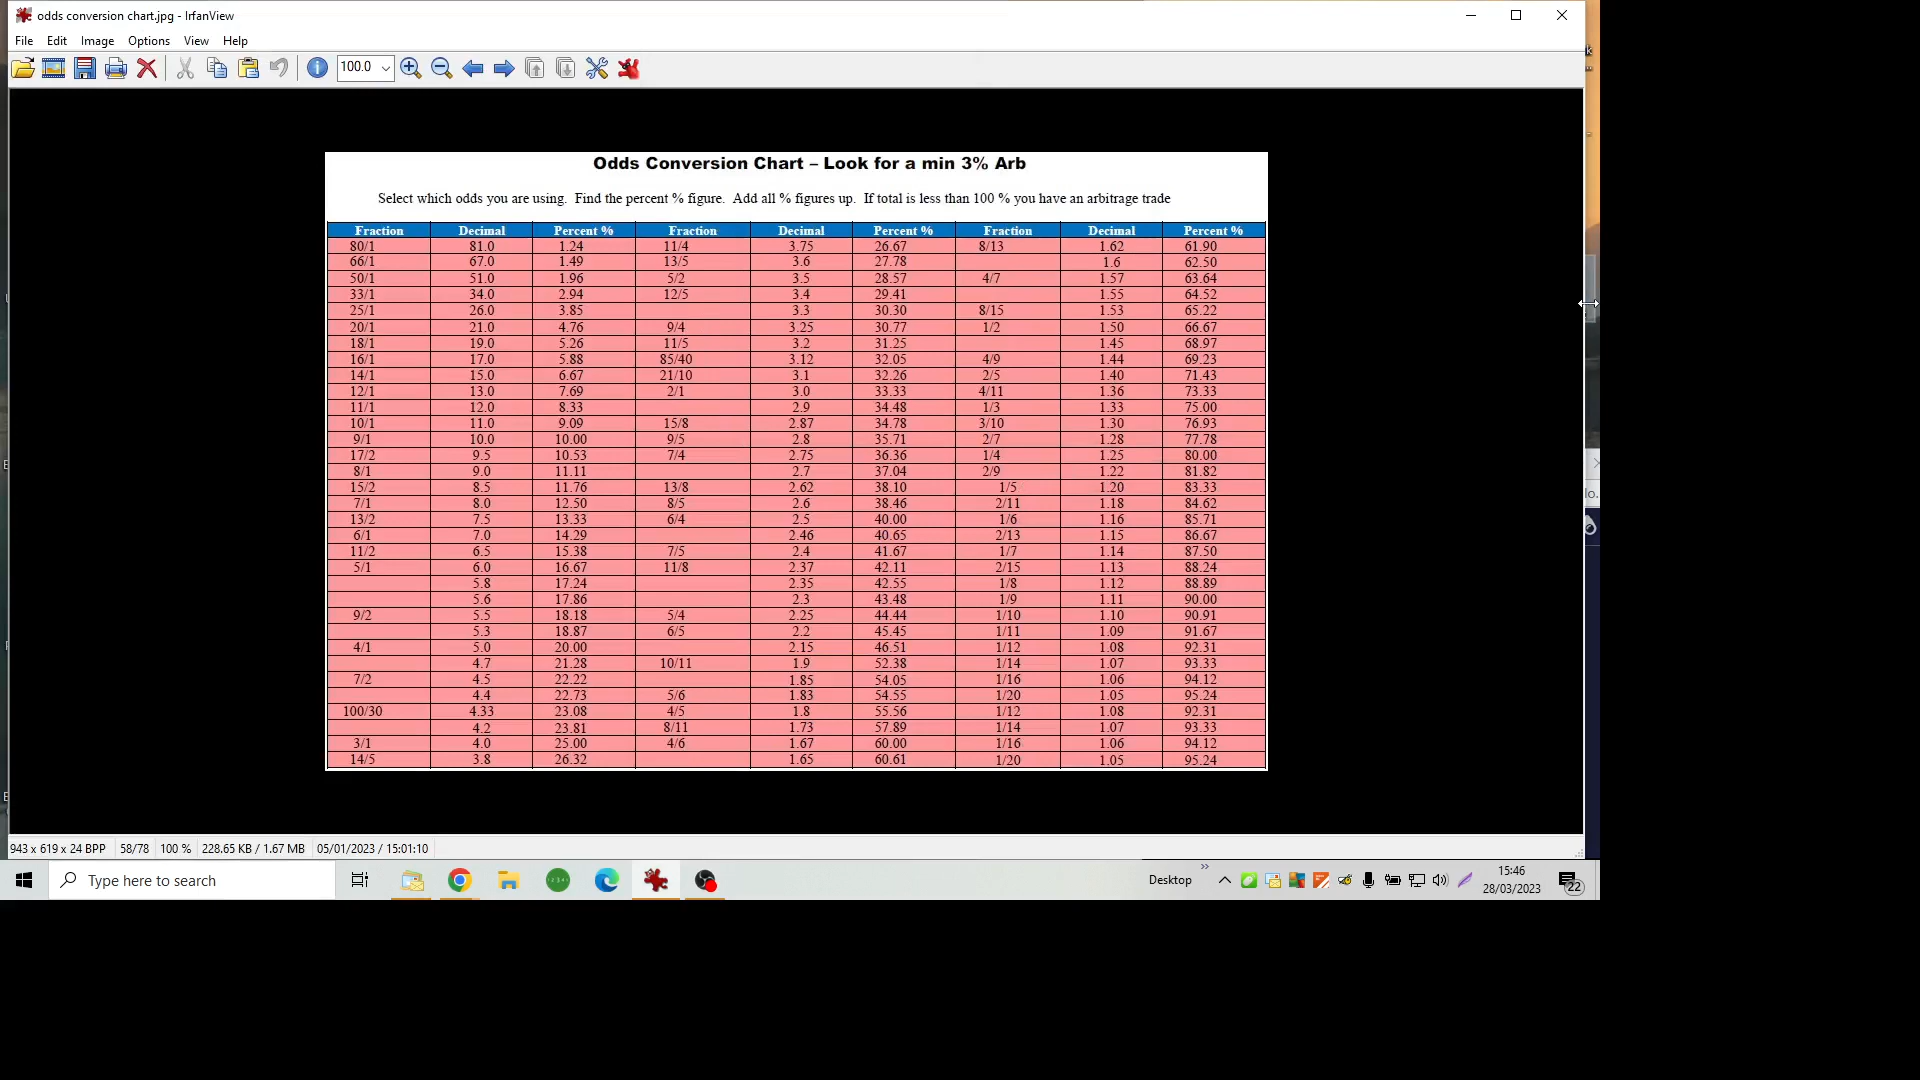 odds conversion chart.jpg - IrfanView
File Edit Image Options View Help
100.0
Odds Conversion Chart – Look for a min 3% Arb
Select which odds you are using. Find the percent % figure. Add all % figures up. If total is less than 100 % you have an arbitrage trade
Fraction Decimal Percent % Fraction Decimal Percent % Fraction Decimal Percent %
80/1 81.0 1.24 11/4 3.75 26.67 8/13 1.62 61.90
66/1 67.0 1.49 13/5 3.6 27.78 1.6 62.50
50/1 51.0 1.96 5/2 3.5 28.57 4/7 1.57 63.64
33/1 34.0 2.94 12/5 3.4 29.41 1.55 64.52
25/1 26.0 3.85 3.3 30.30 8/15 1.53 65.22
20/1 21.0 4.76 9/4 3.25 30.77 1/2 1.50 66.67
18/1 19.0 5.26 11/5 3.2 31.25 1.45 68.97
16/1 17.0 5.88 85/40 3.12 32.05 4/9 1.44 69.23
14/1 15.0 6.67 21/10 3.1 32.26 2/5 1.40 71.43
12/1 13.0 7.69 2/1 3.0 33.33 4/11 1.36 73.33
11/1 12.0 8.33 2.9 34.48 1/3 1.33 75.00
10/1 11.0 9.09 15/8 2.87 34.78 3/10 1.30 76.93
9/1 10.0 10.00 9/5 2.8 35.71 2/7 1.28 77.78
17/2 9.5 10.53 7/4 2.75 36.36 1/4 1.25 80.00
8/1 9.0 11.11 2.7 37.04 2/9 1.22 81.82
15/2 8.5 11.76 13/8 2.62 38.10 1/5 1.20 83.33
7/1 8.0 12.50 8/5 2.6 38.46 2/11 1.18 84.62
13/2 7.5 13.33 6/4 2.5 40.00 1/6 1.16 85.71
6/1 7.0 14.29 2.46 40.65 2/13 1.15 86.67
11/2 6.5 15.38 7/5 2.4 41.67 1/7 1.14 87.50
5/1 6.0 16.67 11/8 2.37 42.11 2/15 1.13 88.24
5.8 17.24 2.35 42.55 1/8 1.12 88.89
5.6 17.86 2.3 43.48 1/9 1.11 90.00
9/2 5.5 18.18 5/4 2.25 44.44 1/10 1.10 90.91
5.3 18.87 6/5 2.2 45.45 1/11 1.09 91.67
4/1 5.0 20.00 2.15 46.51 1/12 1.08 92.31
4.7 21.28 10/11 1.9 52.38 1/14 1.07 93.33
7/2 4.5 22.22 1.85 54.05 1/16 1.06 94.12
4.4 22.73 5/6 1.83 54.55 1/20 1.05 95.24
100/30 4.33 23.08 4/5 1.8 55.56 1/12 1.08 92.31
4.2 23.81 8/11 1.73 57.89 1/14 1.07 93.33
3/1 4.0 25.00 4/6 1.67 60.00 1/16 1.06 94.12
14/5 3.8 26.32 1.65 60.61 1/20 1.05 95.24
943 x 619 x 24 BPP 58/78 100 % 228.65 KB / 1.67 MB 05/01/2023 / 15:01:10
Type here to search
Desktop
15:46
28/03/2023
22